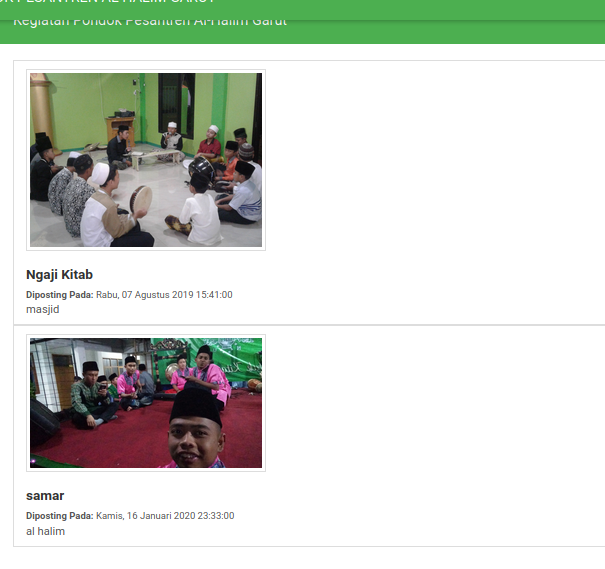 Kegiatan Pondok Pesantren Al-Halim Garut
Ngaji Kitab
Diposting Pada: Rabu, 07 Agustus 2019 15:41:00
masjid
samar
Diposting Pada: Kamis, 16 Januari 2020 23:33:00
al halim